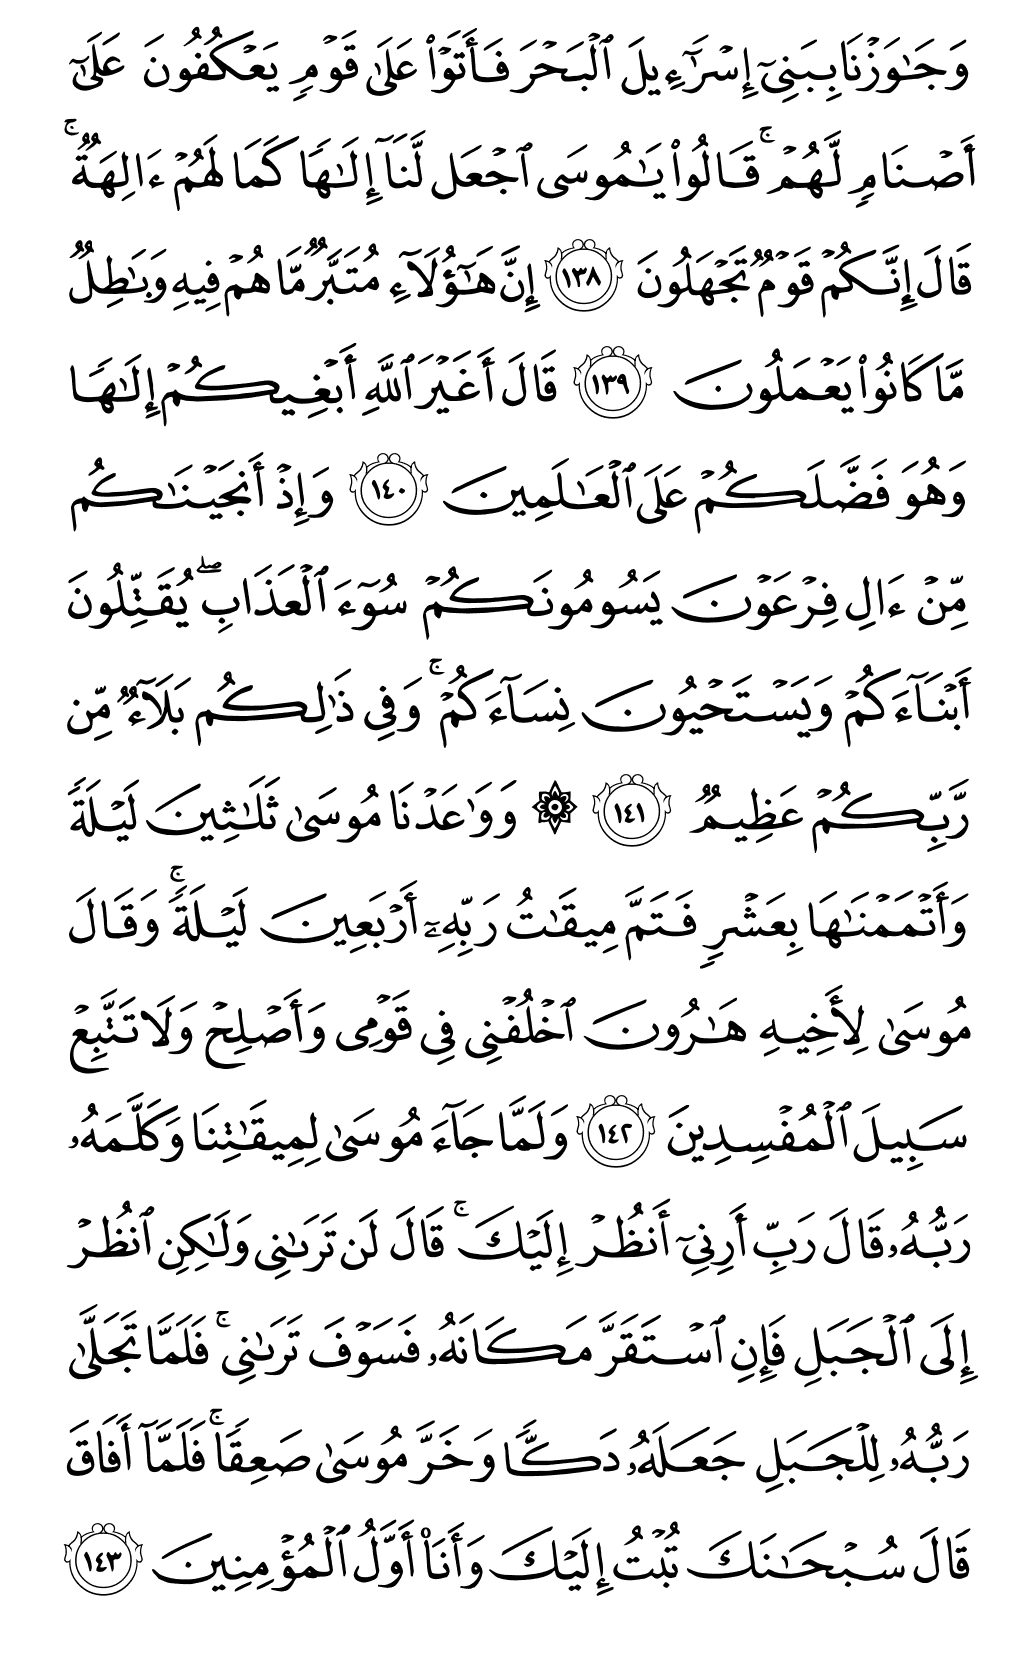 وَجَٰوَزۡنَا بِبَنِيٓ إِسۡرَٰٓءِيلَ ٱلۡبَحۡرَ فَأَتَوۡاْ عَلَىٰ قَوۡمٖ يَعۡكُفُونَ عَلَىٰٓ
أَصۡنَامٖ لَّهُمۡۚ قَالُواْ يَٰمُوسَى ٱجۡعَل لَّنَآ إِلَٰهٗا كَمَا لَهُمۡ ءَالِهَةٞۚ
قَالَ إِنَّكُمۡ قَوۡمٞ تَجۡهَلُونَ ١٣٨ إِنَّ هَٰٓؤُلَآءِ مُتَبَّرٞ مَّا هُمۡ فِيهِ وَبَٰطِلٞ
مَّا كَانُواْ يَعۡمَلُونَ ١٣٩ قَالَ أَغَيۡرَ ٱللَّهِ أَبۡغِيكُمۡ إِلَٰهٗا
وَهُوَ فَضَّلَكُمۡ عَلَى ٱلۡعَٰلَمِينَ ١٤٠ وَإِذۡ أَنجَيۡنَٰكُم
مِّنۡ ءَالِ فِرۡعَوۡنَ يَسُومُونَكُمۡ سُوٓءَ ٱلۡعَذَابِ يُقَتِّلُونَ
أَبۡنَآءَكُمۡ وَيَسۡتَحۡيُونَ نِسَآءَكُمۡۚ وَفِي ذَٰلِكُم بَلَآءٞ مِّن
رَّبِّكُمۡ عَظِيمٞ ١٤١ ۞ وَوَٰعَدۡنَا مُوسَىٰ ثَلَٰثِينَ لَيۡلَةٗ
وَأَتۡمَمۡنَٰهَا بِعَشۡرٖ فَتَمَّ مِيقَٰتُ رَبِّهِۦٓ أَرۡبَعِينَ لَيۡلَةٗۚ وَقَالَ
مُوسَىٰ لِأَخِيهِ هَٰرُونَ ٱخۡلُفۡنِي فِي قَوۡمِي وَأَصۡلِحۡ وَلَا تَتَّبِعۡ
سَبِيلَ ٱلۡمُفۡسِدِينَ ١٤٢ وَلَمَّا جَآءَ مُوسَىٰ لِمِيقَٰتِنَا وَكَلَّمَهُۥ
رَبُّهُۥ قَالَ رَبِّ أَرِنِيٓ أَنظُرۡ إِلَيۡكَۚ قَالَ لَن تَرَىٰنِي وَلَٰكِنِ ٱنظُرۡ
إِلَى ٱلۡجَبَلِ فَإِنِ ٱسۡتَقَرَّ مَكَانَهُۥ فَسَوۡفَ تَرَىٰنِيۚ فَلَمَّا تَجَلَّىٰ
رَبُّهُۥ لِلۡجَبَلِ جَعَلَهُۥ دَكّٗا وَخَرَّ مُوسَىٰ صَعِقٗاۚ فَلَمَّآ أَفَاقَ
قَالَ سُبۡحَٰنَكَ تُبۡتُ إِلَيۡكَ وَأَنَا۠ أَوَّلُ ٱلۡمُؤۡمِنِينَ ١٤٣